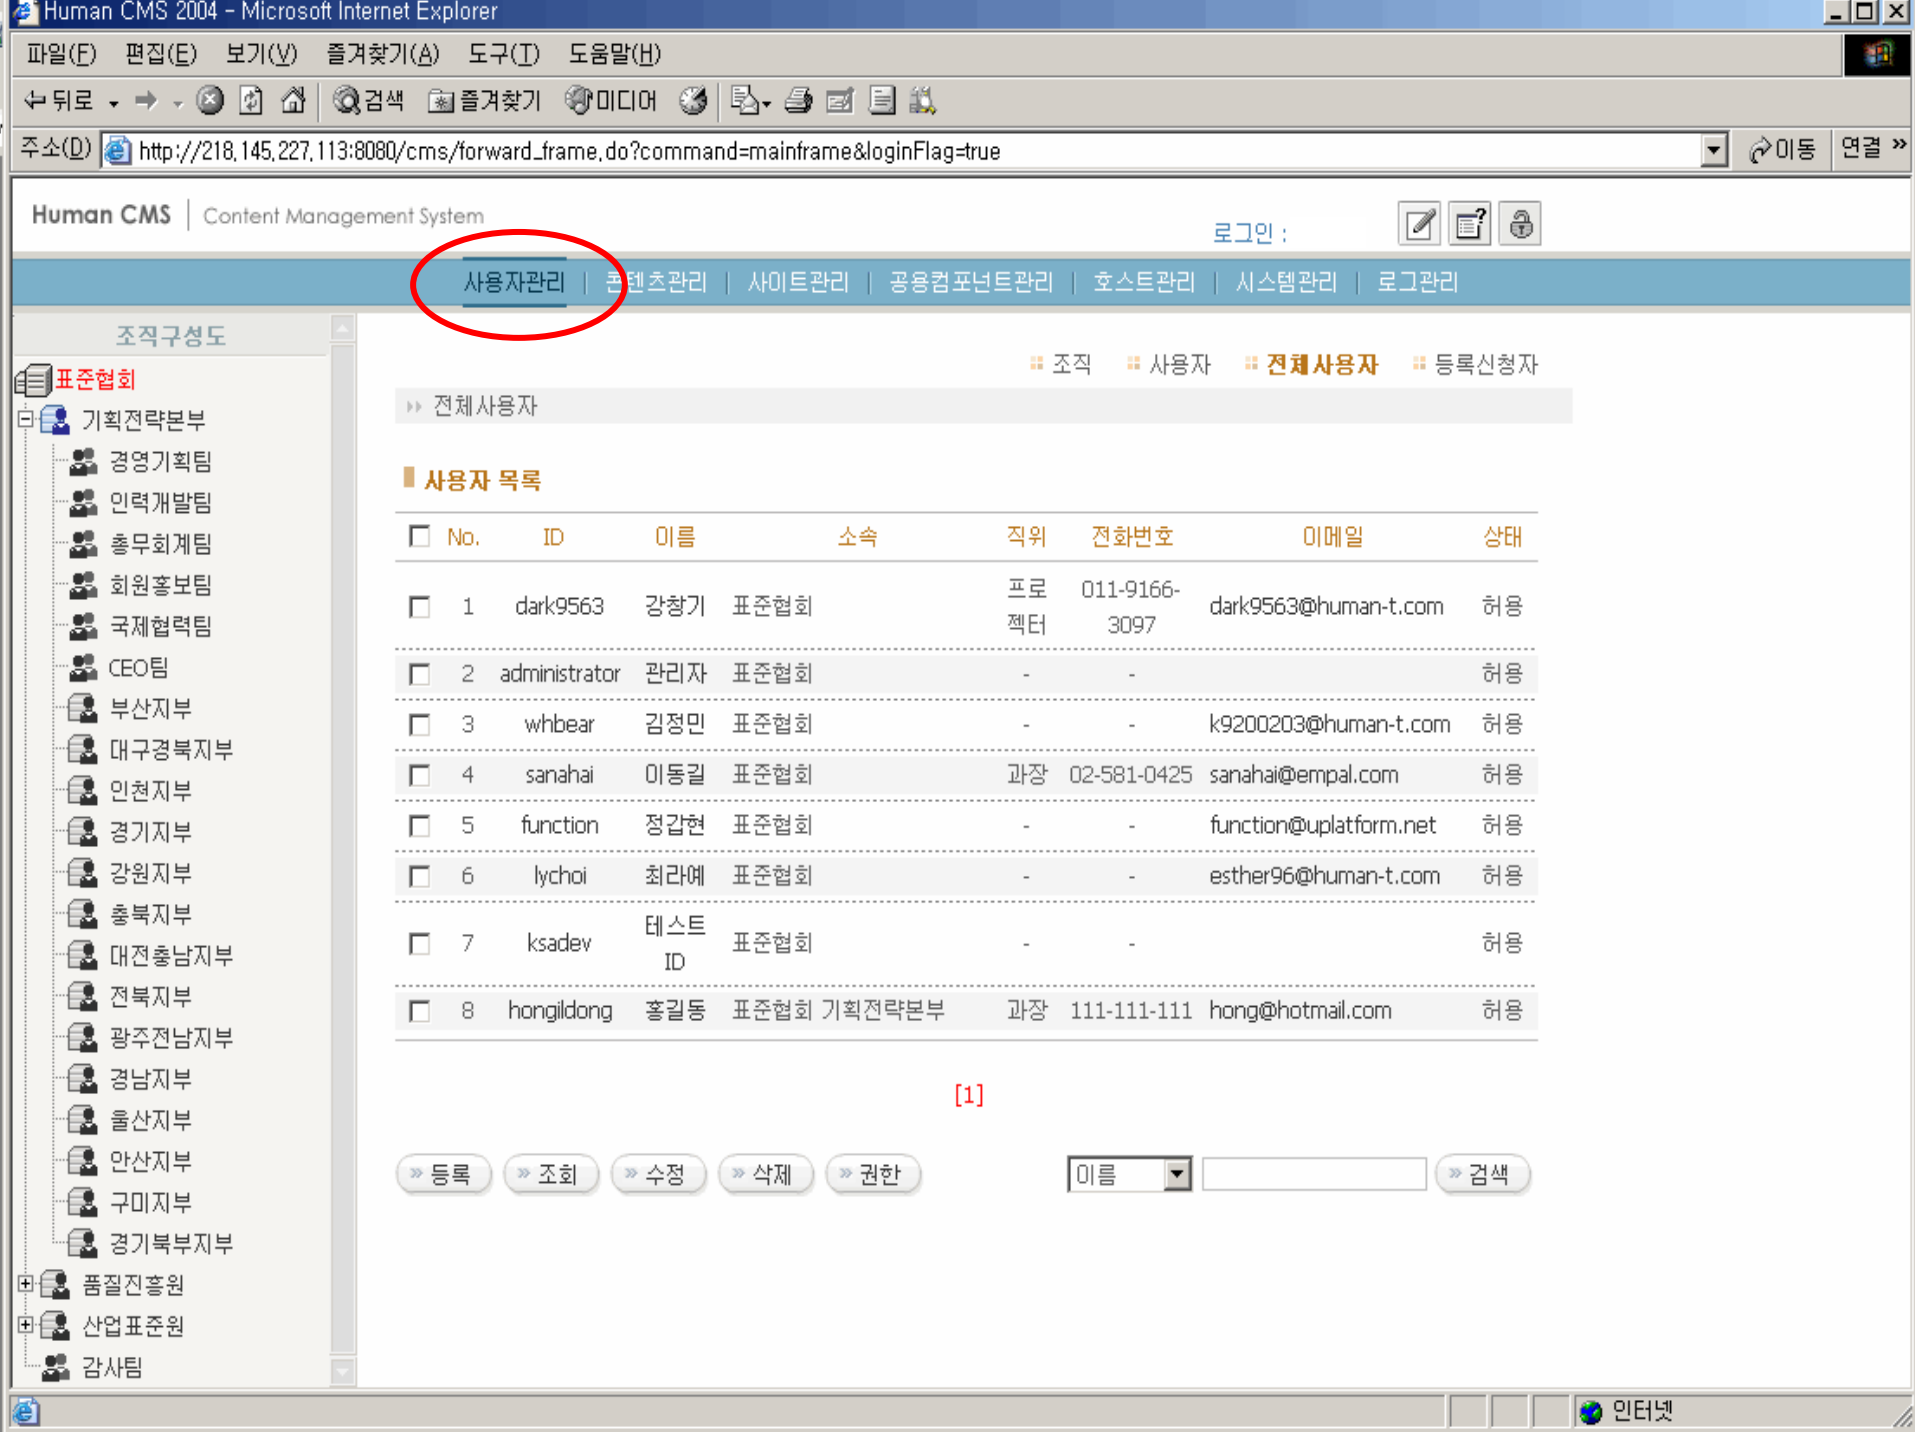 Human CMS 2004 - Microsoft Internet Explorer
파일(F) 편집(E) 보기(V) 즐겨찾기(A) 도구(T) 도움말(H)
뒤로 검색 즐겨찾기 미디어
주소(D) http://218.145.227.113:8080/cms/forward_frame.do?command=mainframe&loginFlag=true 이동 연결 »
Human CMS | Content Management System
로그인 :
사용자관리 | 콘텐츠관리 | 사이트관리 | 공용컴포넌트관리 | 호스트관리 | 시스템관리 | 로그관리
조직구성도
표준협회
기획전략본부
경영기획팀
인력개발팀
총무회계팀
회원홍보팀
국제협력팀
CEO팀
부산지부
대구경북지부
인천지부
경기지부
강원지부
충북지부
대전충남지부
전북지부
광주전남지부
경남지부
울산지부
안산지부
구미지부
경기북부지부
품질진흥원
산업표준원
감사팀
조직 사용자 전체사용자 등록신청자
전체사용자
사용자 목록
No. ID 이름 소속 직위 전화번호 이메일 상태
1 dark9563 강창기 표준협회 프로젝터 011-9166-3097 dark9563@human-t.com 허용
2 administrator 관리자 표준협회 - - 허용
3 whbear 김정민 표준협회 - - k9200203@human-t.com 허용
4 sanahai 이동길 표준협회 과장 02-581-0425 sanahai@empal.com 허용
5 function 정갑현 표준협회 - - function@uplatform.net 허용
6 lychoi 최라예 표준협회 - - esther96@human-t.com 허용
7 ksadev 테스트 ID 표준협회 - - 허용
8 hongildong 홍길동 표준협회 기획전략본부 과장 111-111-111 hong@hotmail.com 허용
[1]
» 등록 » 조회 » 수정 » 삭제 » 권한 이름 » 검색
인터넷